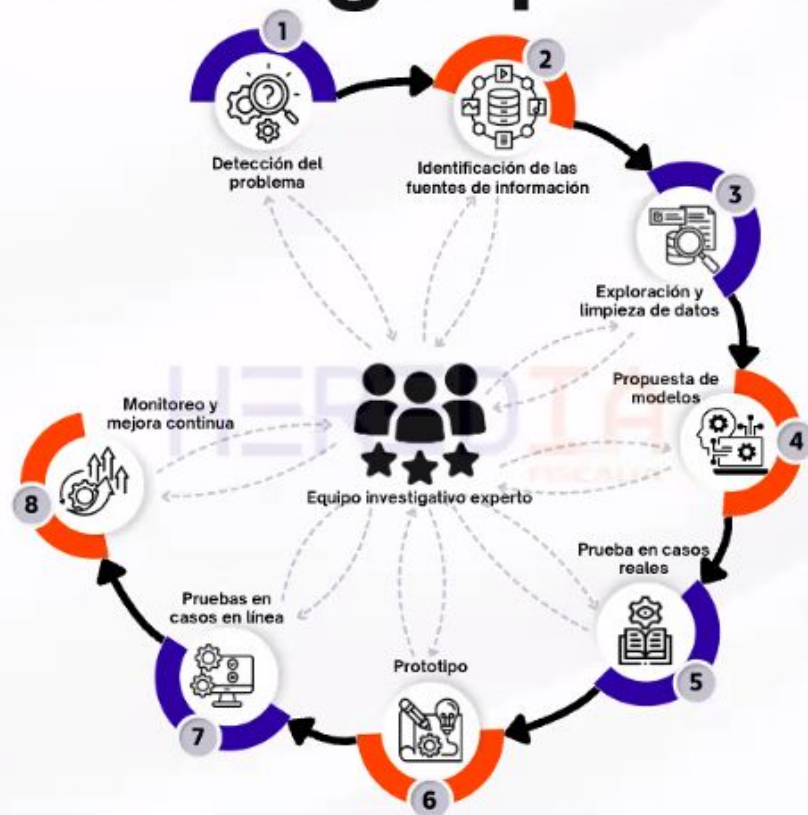 1
Detección del
problema
2
Identificación de las
fuentes de información
3
Exploración y
limpieza de datos
Propuesta de
modelos
4
Prueba en casos
reales
5
Prototipo
6
Pruebas en
casos en línea
7
Monitoreo y
mejora continua
8
Equipo investigativo experto
HEREDIA
FISCALÍA